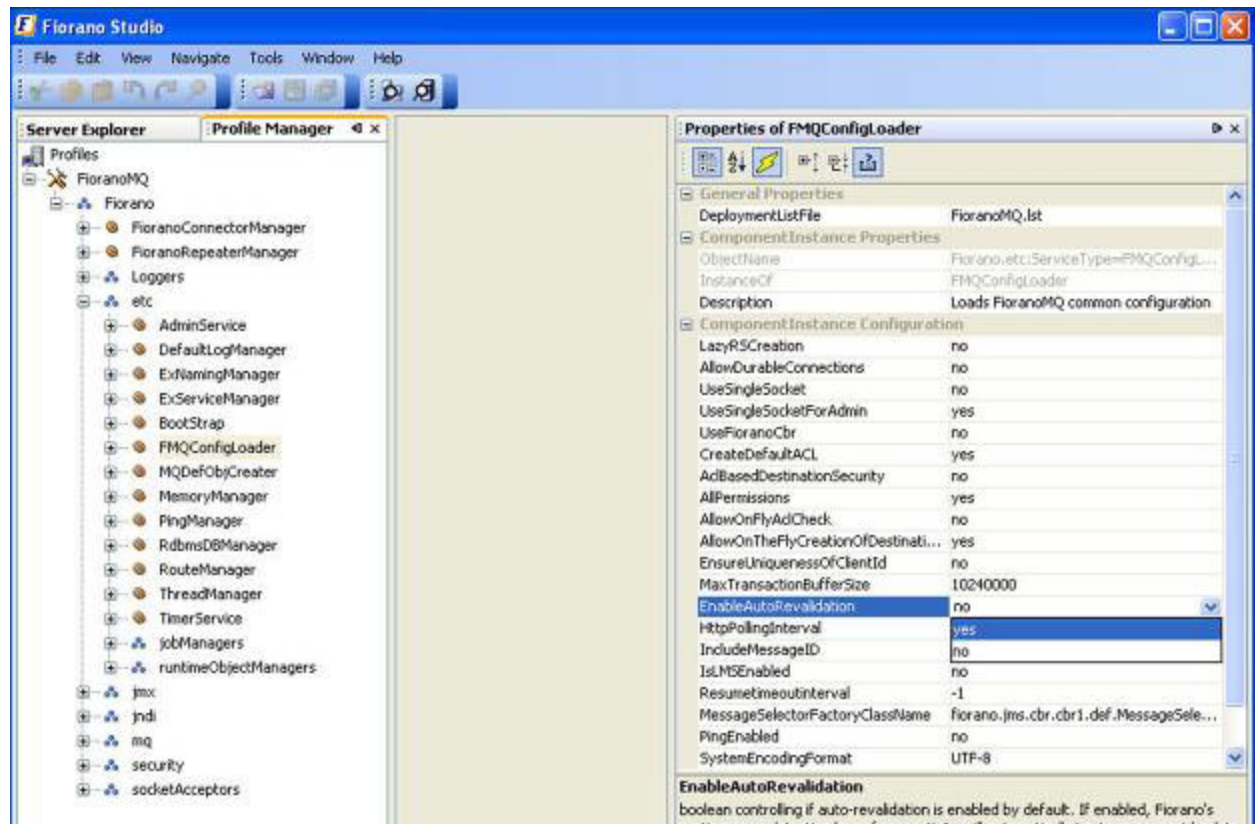 Fiorano Studio
File Edit View Navigate Tools Window Help
Server Explorer Profile Manager
Profiles
FioranoMQ
Fiorano
FioranoConnectorManager
FioranoRepeaterManager
Loggers
etc
AdminService
DefaultLogManager
ExNamingManager
ExServiceManager
BootStrap
FMQConfigLoader
MQDefObjCreater
MemoryManager
PingManager
RdbmsDBManager
RouteManager
ThreadManager
TimerService
jobManagers
runtimeObjectManagers
jmx
jndi
mq
security
socketAcceptors
Properties of FMQConfigLoader
General Properties
DeploymentListFile FioranoMQ.lst
ComponentInstance Properties
ObjectName Fiorano.etc:ServiceType=FMQConfigL...
InstanceOf FMQConfigLoader
Description Loads FioranoMQ common configuration
ComponentInstance Configuration
LazyRSCreation no
AllowDurableConnections no
UseSingleSocket no
UseSingleSocketForAdmin yes
UseFioranoCbr no
CreateDefaultACL yes
AclBasedDestinationSecurity no
AllPermissions yes
AllowOnFlyAclCheck no
AllowOnTheFlyCreationOfDestinati... yes
EnsureUniquenessOfClientId no
MaxTransactionBufferSize 10240000
EnableAutoRevalidation no
HttpPollingInterval yes
IncludeMessageID no
IsLMSEnabled no
Resumetimeoutinterval -1
MessageSelectorFactoryClassName fiorano.jms.cbr.cbr1.def.MessageSele...
PingEnabled no
SystemEncodingFormat UTF-8
EnableAutoRevalidation
boolean controlling if auto-revalidation is enabled by default. If enabled, Fiorano's